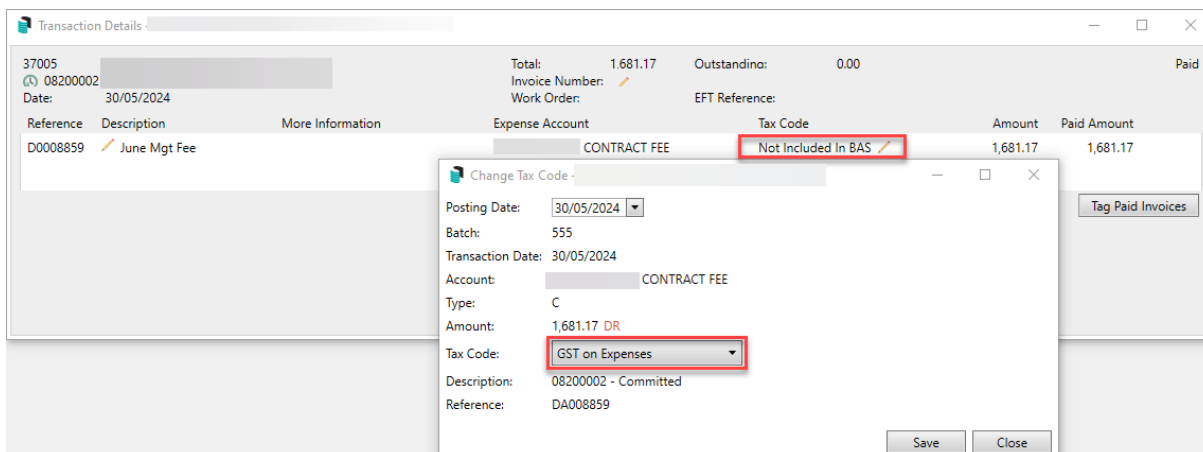 Transaction Details -
37005 Total: 1.681.17 Outstanding: 0.00 Paid
08200002 Invoice Number:
Date: 30/05/2024 Work Order: EFT Reference:
Reference Description More Information Expense Account Tax Code Amount Paid Amount
D0008859 June Mgt Fee CONTRACT FEE Not Included In BAS 1,681.17 1,681.17
Tag Paid Invoices
Change Tax Code -
Posting Date: 30/05/2024
Batch: 555
Transaction Date: 30/05/2024
Account: CONTRACT FEE
Type: C
Amount: 1,681.17 DR
Tax Code: GST on Expenses
Description: 08200002 - Committed
Reference: DA008859
Save Close